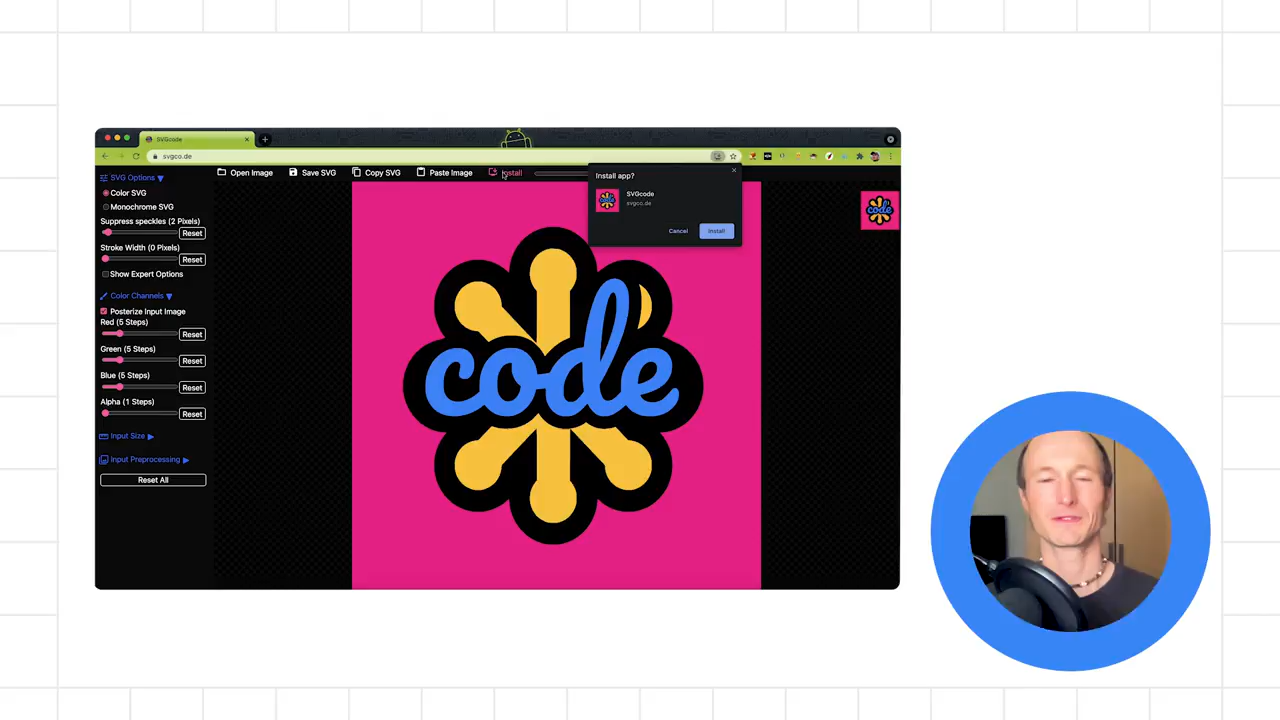 SVGcode
svgco.de
Open Image
Save SVG
Copy SVG
Paste Image
Install
Install app?
SVGcode
svgco.de
Cancel
Install
SVG Options
Color SVG
Monochrome SVG
Suppress speckles (2 Pixels)
Reset
Stroke Width (0 Pixels)
Reset
Show Expert Options
Color Channels
Posterize Input Image
Red (5 Steps)
Reset
Green (5 Steps)
Reset
Blue (5 Steps)
Reset
Alpha (1 Steps)
Reset
Input Size
Input Preprocessing
Reset All
code
code